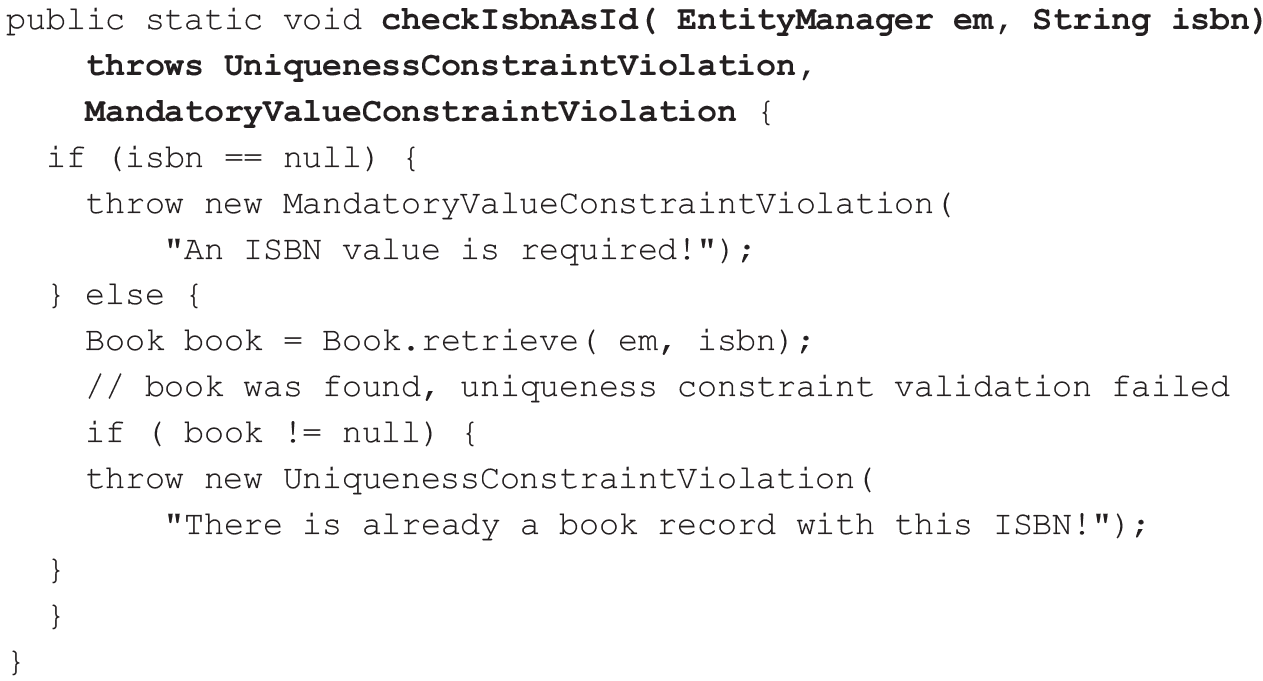 public static void checkIsbnAsId( EntityManager em, String isbn)
    throws UniquenessConstraintViolation,
    MandatoryValueConstraintViolation {
  if (isbn == null) {
    throw new MandatoryValueConstraintViolation(
        "An ISBN value is required!");
  } else {
    Book book = Book.retrieve( em, isbn);
    // book was found, uniqueness constraint validation failed
    if ( book != null) {
    throw new UniquenessConstraintViolation(
        "There is already a book record with this ISBN!");
  }
  }
}